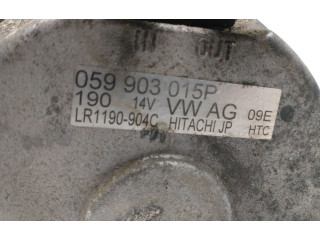 IN OUT
059 903 015P
190 14V VW AG 09E
LR1190-904C HITACHI JP HTC